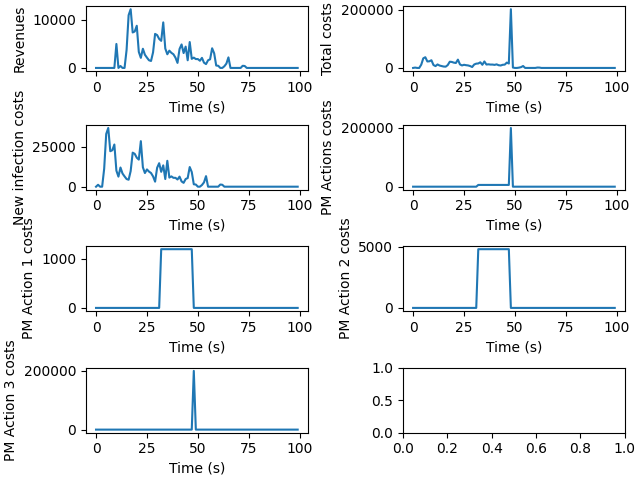 Revenues
10000
0
0 25 50 75 100
Time (s)
Total costs
200000
0
0 25 50 75 100
Time (s)
New infection costs
25000
0
0 25 50 75 100
Time (s)
PM Actions costs
200000
0
0 25 50 75 100
Time (s)
PM Action 1 costs
1000
0
0 25 50 75 100
Time (s)
PM Action 2 costs
5000
0
0 25 50 75 100
Time (s)
PM Action 3 costs
200000
0
0 25 50 75 100
Time (s)
1.0
0.5
0.0
0.0 0.2 0.4 0.6 0.8 1.0